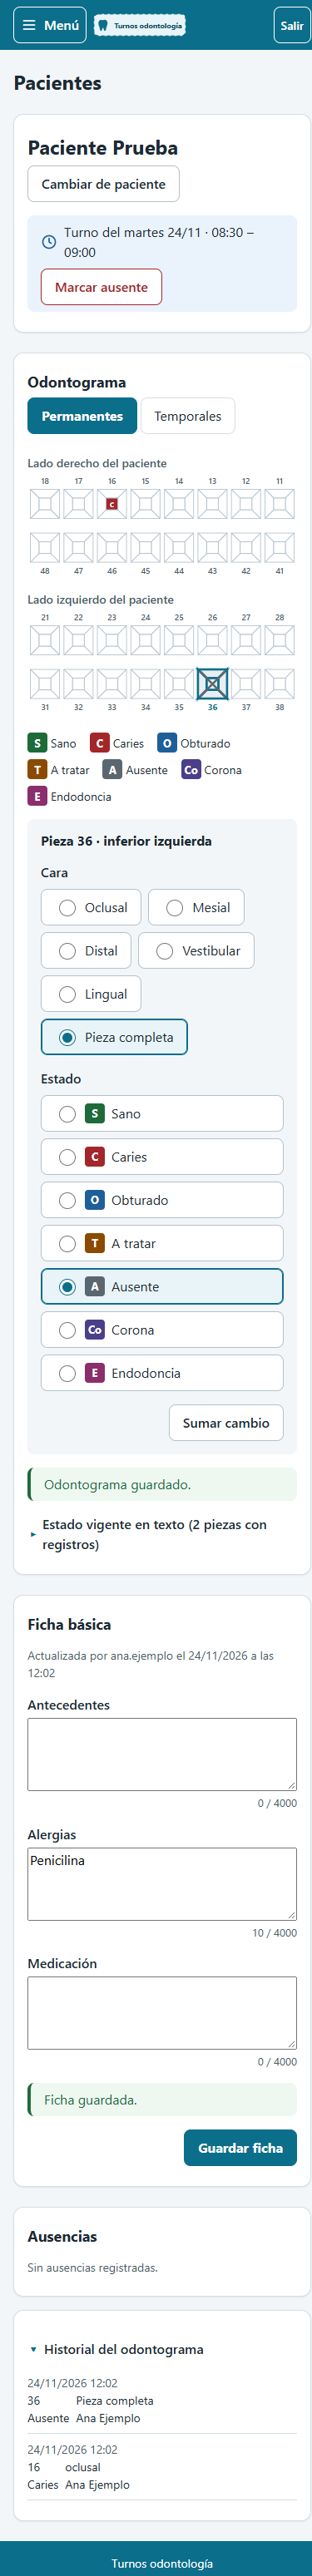 Menú
Turnos odontología
Salir
Pacientes
Paciente Prueba
Cambiar de paciente
Turno del martes 24/11 · 08:30 –
09:00
Marcar ausente
Odontograma
Permanentes
Temporales
Lado derecho del paciente
18 17 16 15 14 13 12 11
C
48 47 46 45 44 43 42 41
Lado izquierdo del paciente
21 22 23 24 25 26 27 28
31 32 33 34 35 36 37 38
S Sano C Caries O Obturado
T A tratar A Ausente Co Corona
E Endodoncia
Pieza 36 · inferior izquierda
Cara
Oclusal Mesial
Distal Vestibular
Lingual
Pieza completa
Estado
S Sano
C Caries
O Obturado
T A tratar
A Ausente
Co Corona
E Endodoncia
Sumar cambio
Odontograma guardado.
Estado vigente en texto (2 piezas con
registros)
Ficha básica
Actualizada por ana.ejemplo el 24/11/2026 a las
12:02
Antecedentes
0 / 4000
Alergias
Penicilina
10 / 4000
Medicación
0 / 4000
Ficha guardada.
Guardar ficha
Ausencias
Sin ausencias registradas.
Historial del odontograma
24/11/2026 12:02
36 Pieza completa
Ausente Ana Ejemplo
24/11/2026 12:02
16 oclusal
Caries Ana Ejemplo
Turnos odontología